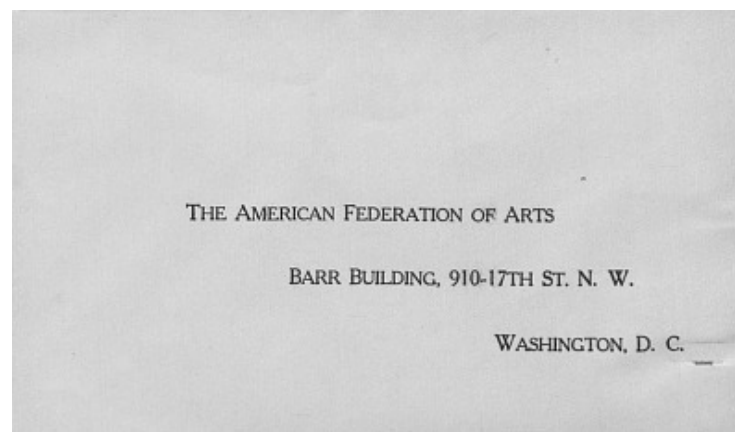 The American Federation of Arts
Barr Building, 910-17th St. N. W.
Washington, D. C.